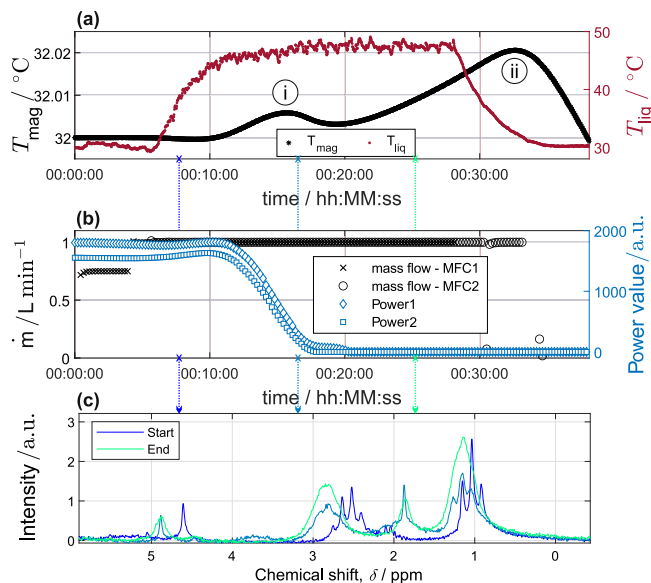 (a)
T_mag / °C
32.02
32.01
32
i
ii
T_mag T_liq
50
40
30
T_liq / °C
00:00:00 00:10:00 00:20:00 00:30:00
time / hh:MM:ss
(b)
ṁ / L min⁻¹
1
0.5
0
mass flow - MFC1
mass flow - MFC2
Power1
Power2
2000
1000
0
Power value / a.u.
00:00:00 00:10:00 00:20:00 00:30:00
time / hh:MM:ss
(c)
Intensity / a.u.
3
2
1
0
Start
End
5 4 3 2 1 0
Chemical shift, δ / ppm